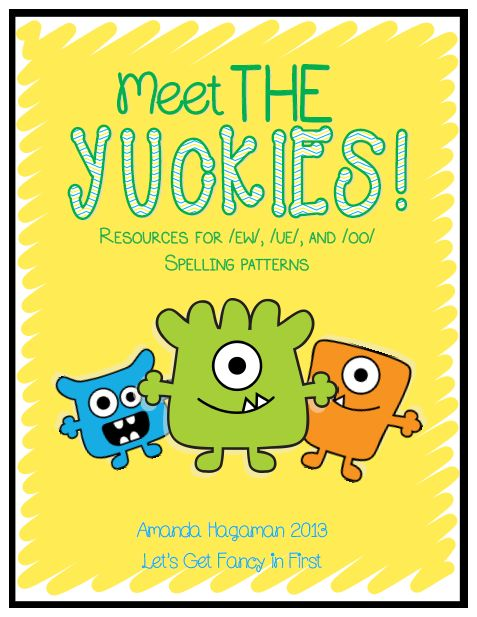 Meet THE
YUCKIES!
Resources for /ew/, /ue/, and /oo/
Spelling patterns
Amanda Hagaman 2013
Let's Get Fancy in First